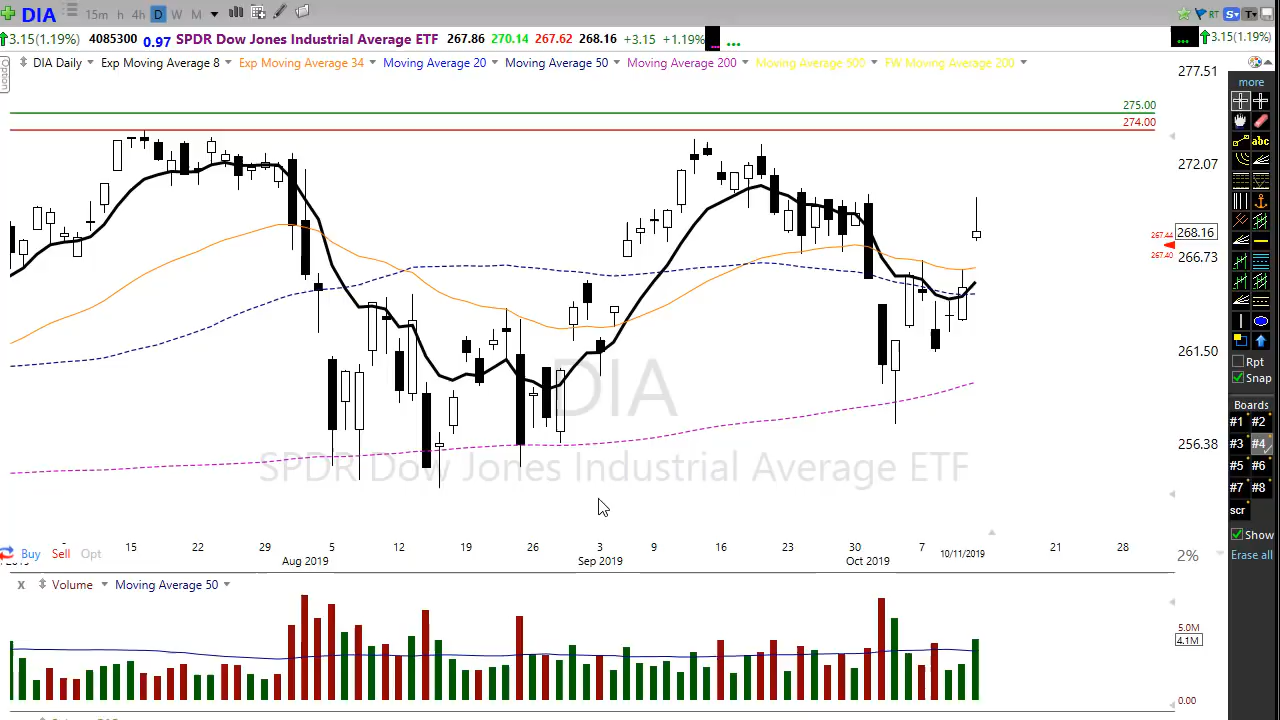 DIA 15m h 4h D W M RT S T
3.15(1.19%) 4085300 0.97 SPDR Dow Jones Industrial Average ETF 267.86 270.14 267.62 268.16 +3.15 +1.19% ... 3.15(1.19%)
Option
DIA Daily Exp Moving Average 8 Exp Moving Average 34 Moving Average 20 Moving Average 50 Moving Average 200 Moving Average 500 FW Moving Average 200
277.51
more
275.00
274.00
abc
272.07
267.44
268.16
267.40
266.73
261.50
Rpt
Snap
DIA
Boards
#1 #2
256.38
#3 #4
SPDR Dow Jones Industrial Average ETF
#5 #6
#7 #8
scr
Show
15 22 29 5 12 19 26 3 9 16 23 30 7 10/11/2019 21 28
Buy Sell Opt
2%
Erase all
Aug 2019 Sep 2019 Oct 2019
X Volume Moving Average 50
5.0M
4.1M
0.00